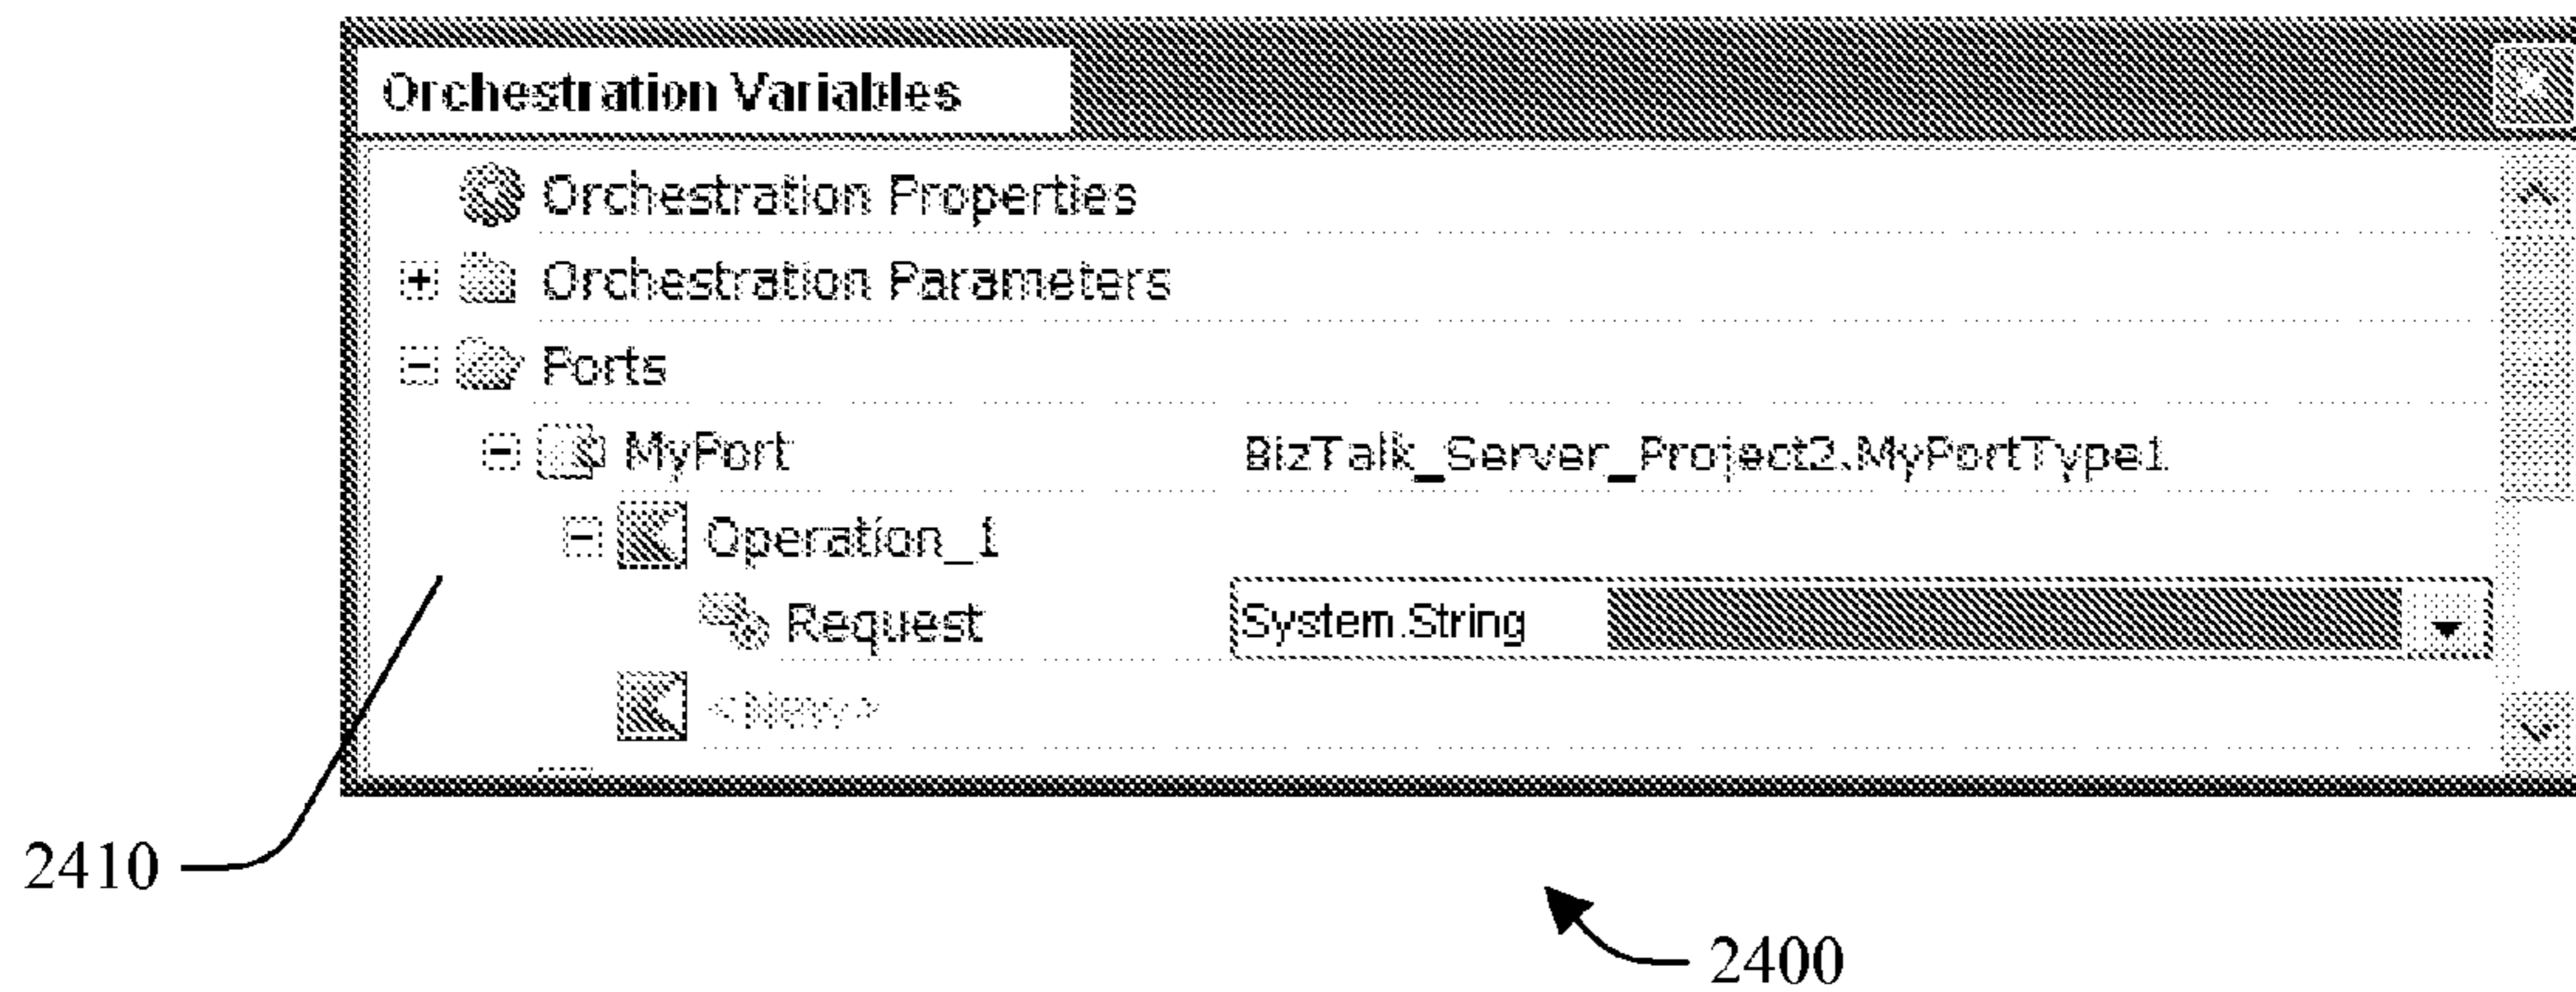 Orchestration Variables
Orchestration Properties
Orchestration Parameters
Ports
MyPort BizTalk_Server_Project2.MyPortType1
Operation_1
Request System.String
<New>
2410
2400